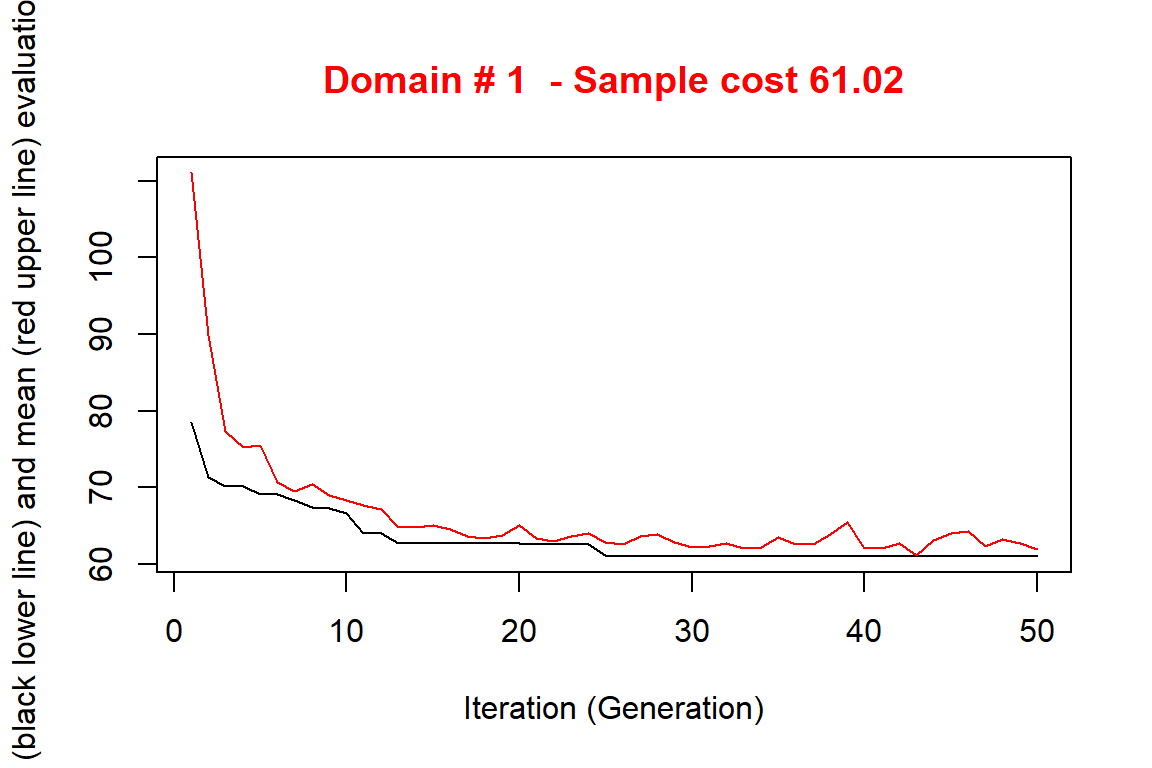 Domain # 1  - Sample cost 61.02
(black lower line) and mean (red upper line) evaluatio
100
90
80
70
60
0 10 20 30 40 50
Iteration (Generation)